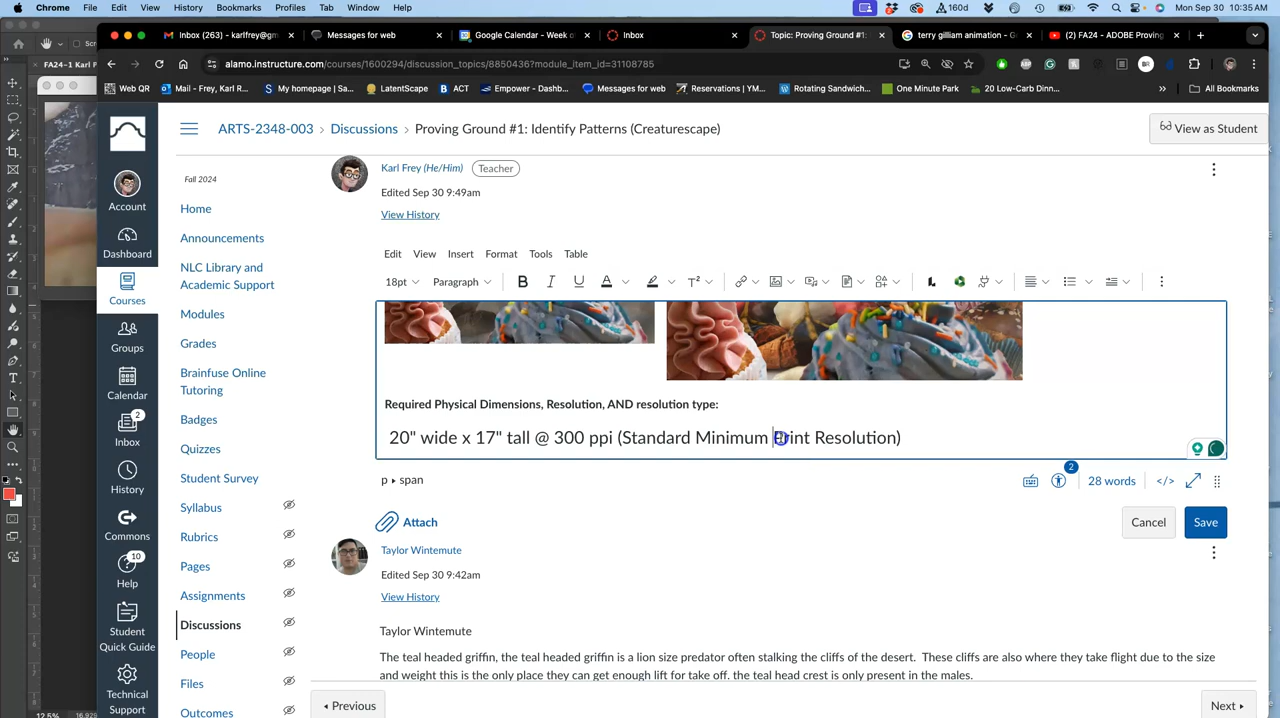 Chrome File Edit View History Bookmarks Profiles Tab Window Help 160d Mon Sep 30 10:35 AM
Inbox (263) – karlfrey@gm
Messages for web
Google Calendar - Week o
Inbox
Topic: Proving Ground #1:
terry gilliam animation - G
(2) FA24 - ADOBE Proving
alamo.instructure.com/courses/1600294/discussion_topics/8850436?module_item_id=31108785
Web QR
Mail - Frey, Karl R...
My homepage | Sa...
LatentScape
ACT
Empower - Dashb...
Messages for web
Reservations | YM...
Rotating Sandwich...
One Minute Park
20 Low-Carb Dinn...
All Bookmarks
FA24-1 Karl F
ARTS-2348-003 › Discussions › Proving Ground #1: Identify Patterns (Creaturescape)
View as Student
Account
Dashboard
Courses
Groups
Calendar
2
Inbox
History
Commons
10
Help
Student
Quick Guide
Technical
Support
Fall 2024
Home
Announcements
NLC Library and
Academic Support
Modules
Grades
Brainfuse Online
Tutoring
Badges
Quizzes
Student Survey
Syllabus
Rubrics
Pages
Assignments
Discussions
People
Files
Outcomes
Karl Frey (He/Him) Teacher
Edited Sep 30 9:49am
View History
Edit View Insert Format Tools Table
18pt Paragraph B I U A T²
Required Physical Dimensions, Resolution, AND resolution type:
20" wide x 17" tall @ 300 ppi (Standard Minimum Print Resolution)
p ▸ span
2
28 words </>
Attach
Cancel Save
Taylor Wintemute
Edited Sep 30 9:42am
View History
Taylor Wintemute
The teal headed griffin, the teal headed griffin is a lion size predator often stalking the cliffs of the desert. These cliffs are also where they take flight due to the size
and weight this is the only place they can get enough lift for take off. the teal head crest is only present in the males.
◂ Previous
Next ▸
12.5%